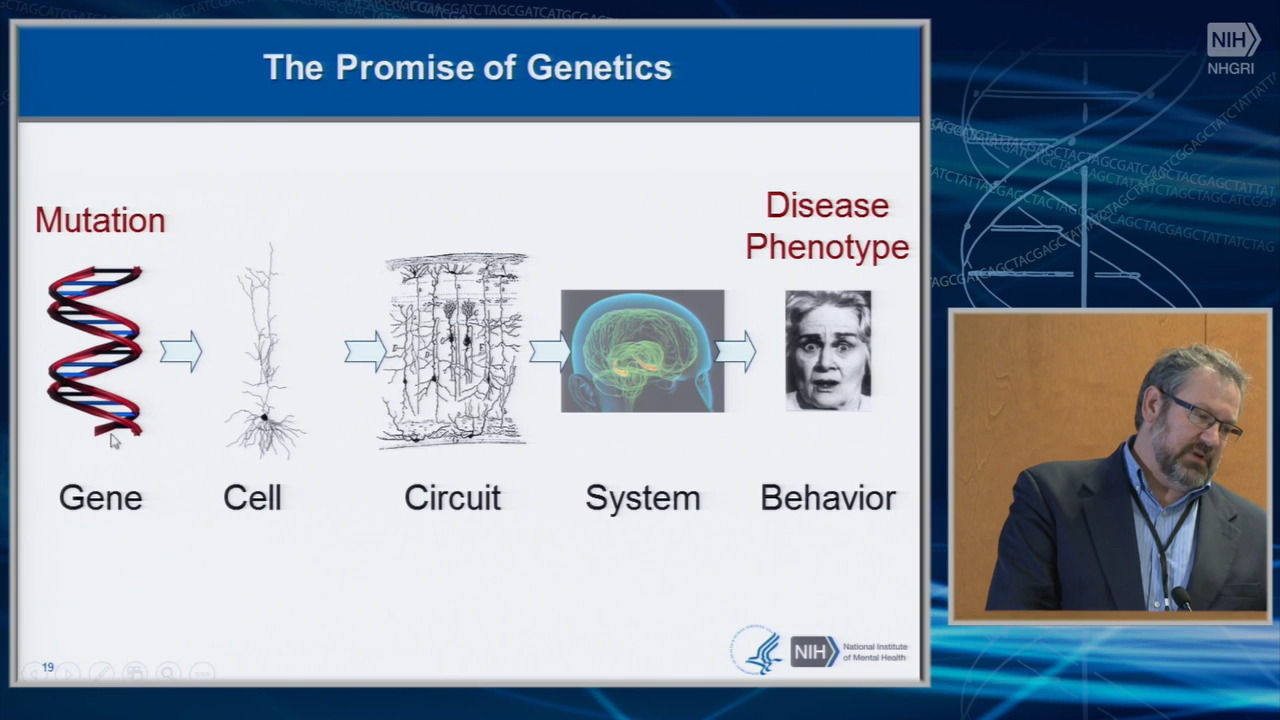 The Promise of Genetics
NIH
NHGRI
Mutation
Disease
Phenotype
Gene
Cell
Circuit
System
Behavior
19
NIH
National Institute
of Mental Health